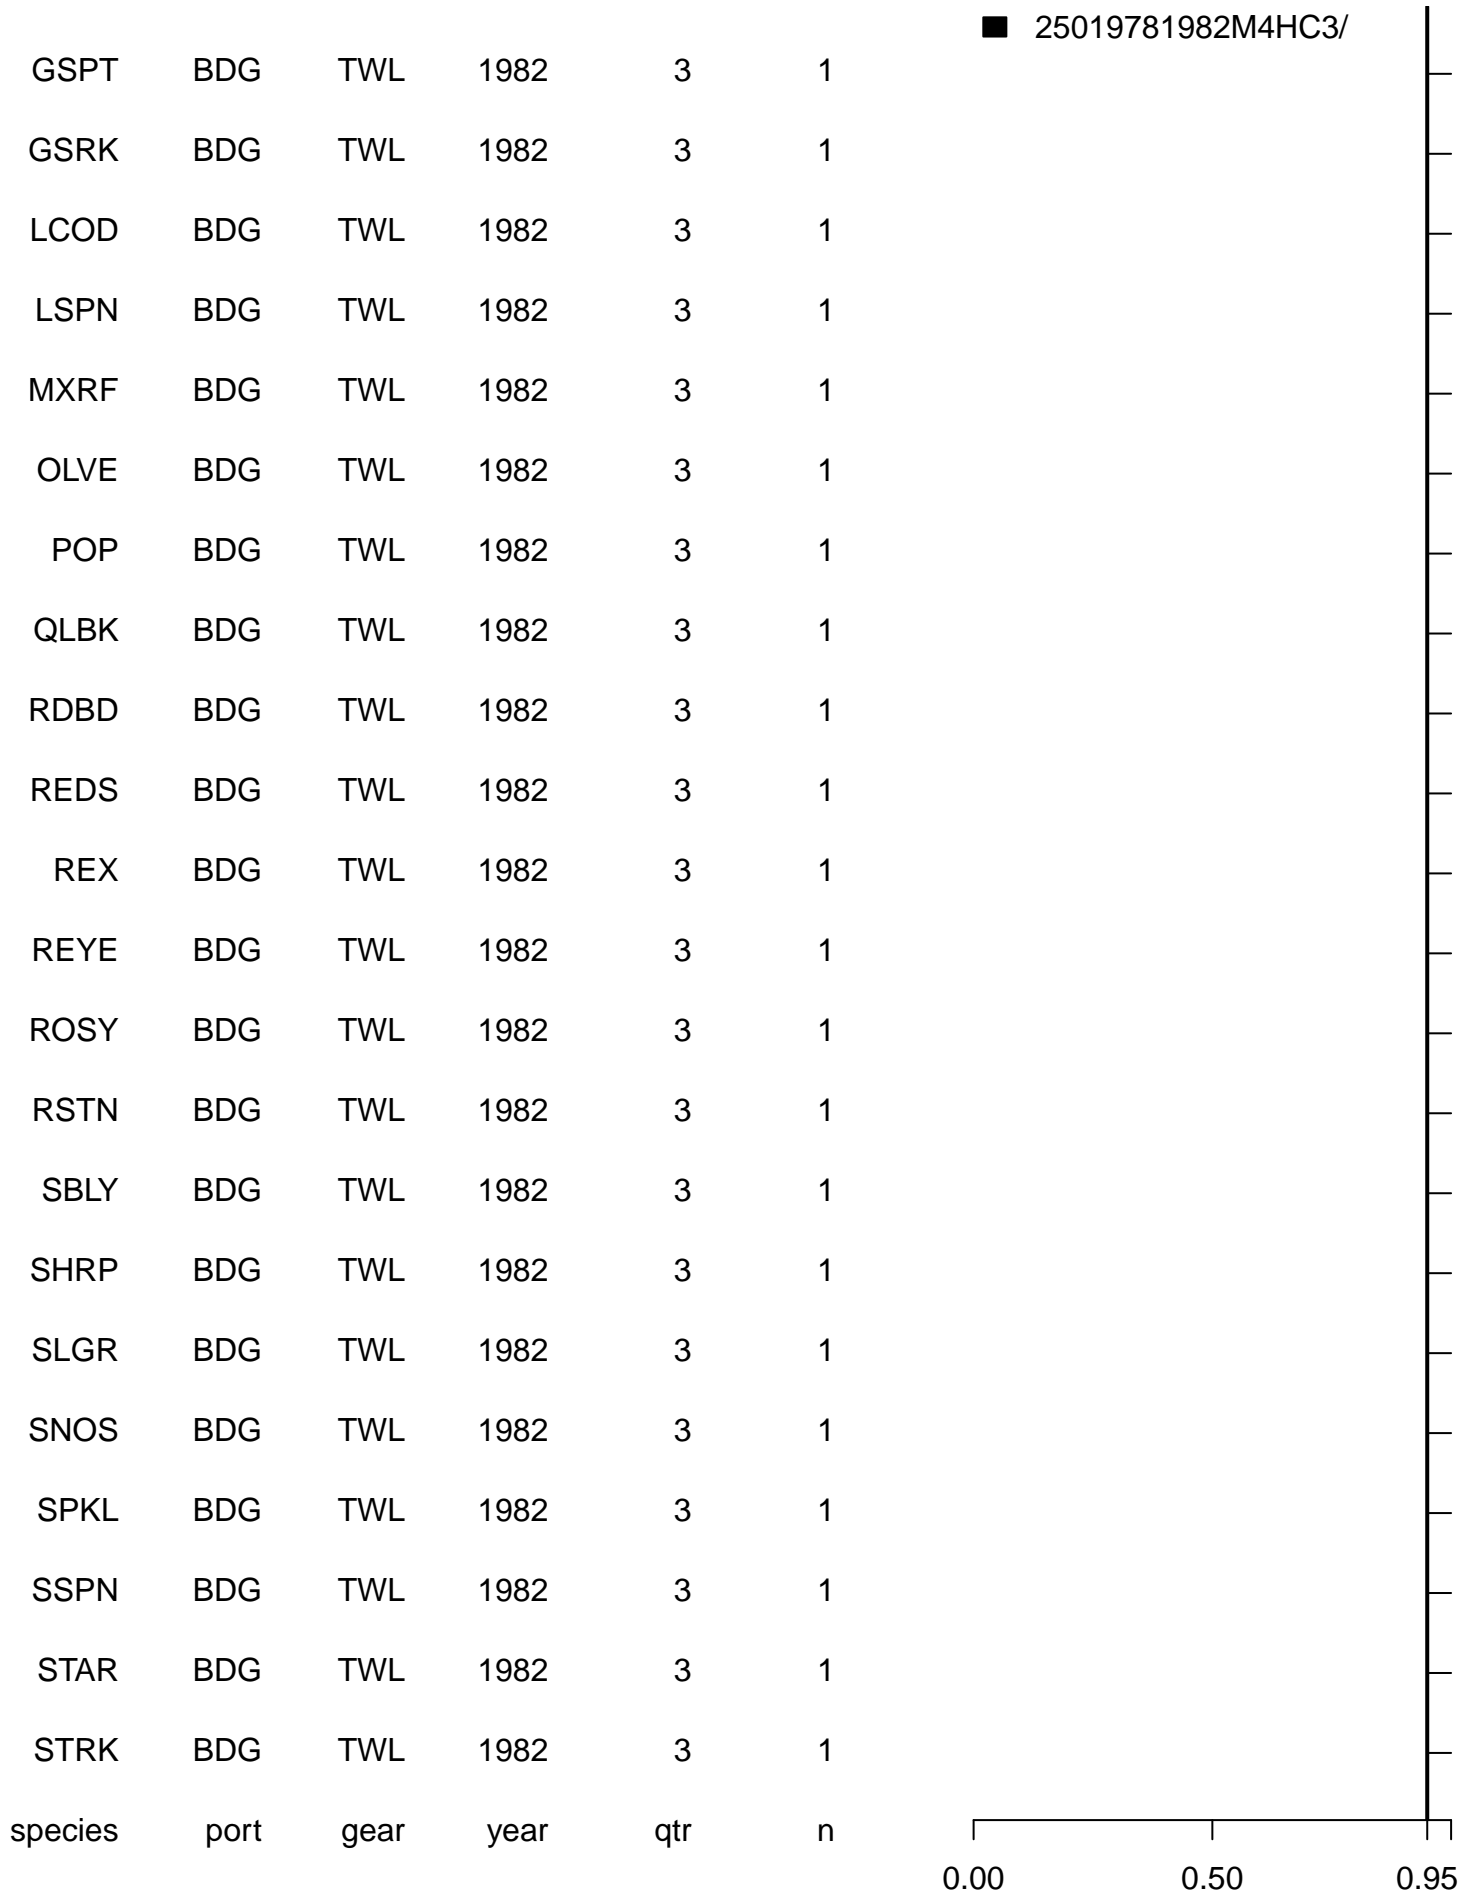 25019781982M4HC3/
GSPT BDG TWL 1982 3 1
GSRK BDG TWL 1982 3 1
LCOD BDG TWL 1982 3 1
LSPN BDG TWL 1982 3 1
MXRF BDG TWL 1982 3 1
OLVE BDG TWL 1982 3 1
POP BDG TWL 1982 3 1
QLBK BDG TWL 1982 3 1
RDBD BDG TWL 1982 3 1
REDS BDG TWL 1982 3 1
REX BDG TWL 1982 3 1
REYE BDG TWL 1982 3 1
ROSY BDG TWL 1982 3 1
RSTN BDG TWL 1982 3 1
SBLY BDG TWL 1982 3 1
SHRP BDG TWL 1982 3 1
SLGR BDG TWL 1982 3 1
SNOS BDG TWL 1982 3 1
SPKL BDG TWL 1982 3 1
SSPN BDG TWL 1982 3 1
STAR BDG TWL 1982 3 1
STRK BDG TWL 1982 3 1
species port gear year qtr n
0.00 0.50 0.95